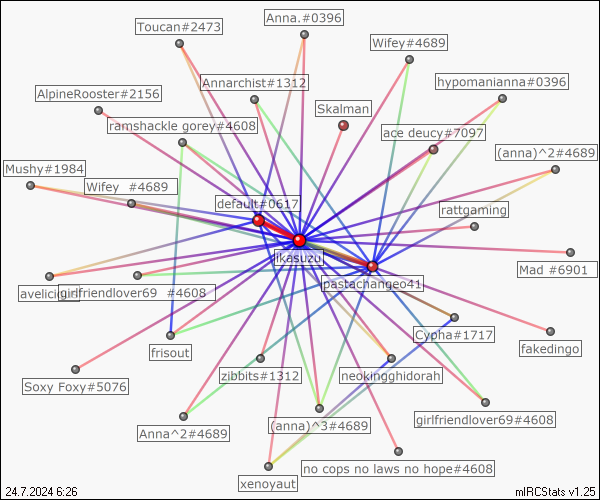 Toucan#2473
Anna.#0396
Wifey#4689
Annarchist#1312
hypomanianna#0396
AlpineRooster#2156
Skalman
ramshackle gorey#4608
ace deucy#7097
(anna)^2#4689
Mushy#1984
Wifey #4689
default#0617
rattgaming
jikasuzu
Mad #6901
pastachangeo41
girlfriendlover69 #4608
Cypha#1717
frisout
fakedingo
zibbits#1312
neokingghidorah
Soxy Foxy#5076
girlfriendlover69#4608
Anna^2#4689
(anna)^3#4689
no cops no laws no hope#4608
xenoyaut
24.7.2024 6:26
mIRCStats v1.25